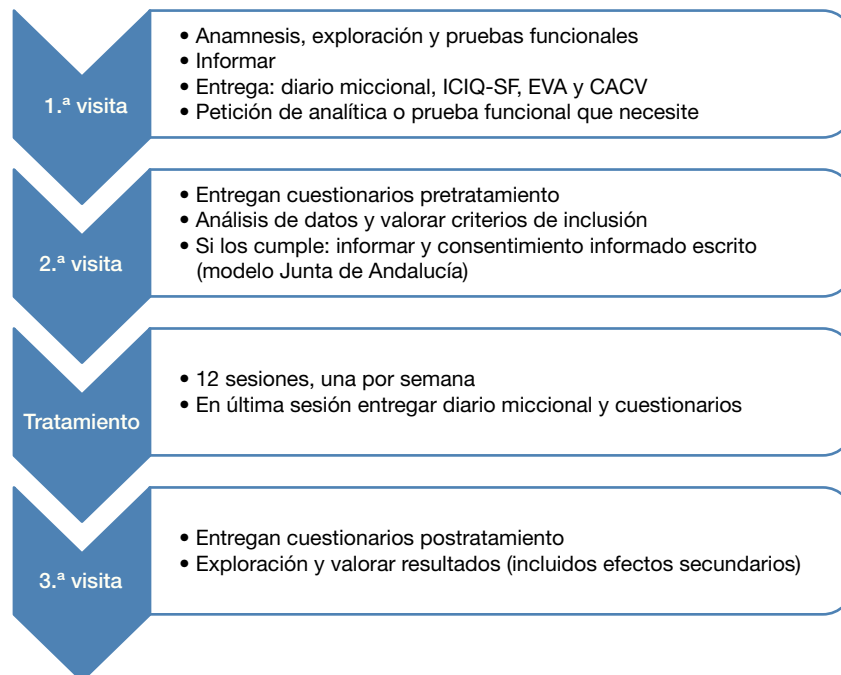 1.ª visita
• Anamnesis, exploración y pruebas funcionales
• Informar
• Entrega: diario miccional, ICIQ-SF, EVA y CACV
• Petición de analítica o prueba funcional que necesite
2.ª visita
• Entregan cuestionarios pretratamiento
• Análisis de datos y valorar criterios de inclusión
• Si los cumple: informar y consentimiento informado escrito
(modelo Junta de Andalucía)
Tratamiento
• 12 sesiones, una por semana
• En última sesión entregar diario miccional y cuestionarios
3.ª visita
• Entregan cuestionarios postratamiento
• Exploración y valorar resultados (incluidos efectos secundarios)